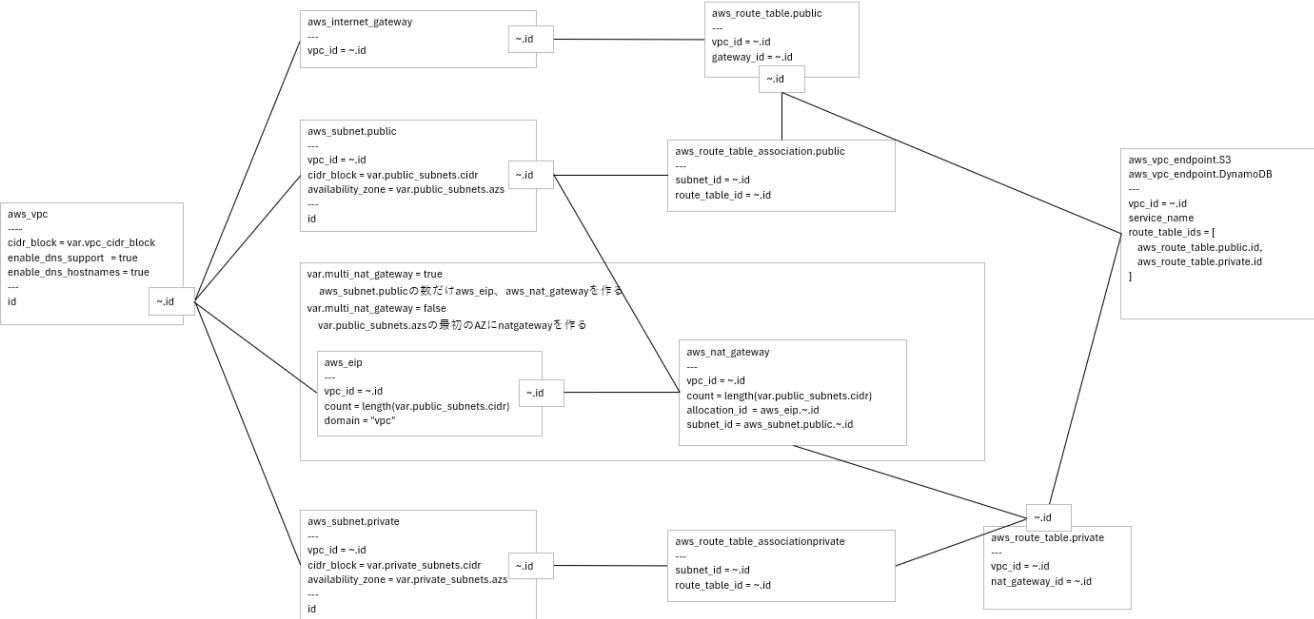 aws_vpc
----
cidr_block = var.vpc_cidr_block
enable_dns_support = true
enable_dns_hostnames = true
---
id
~.id
aws_internet_gateway
---
vpc_id = ~.id
~.id
aws_route_table.public
---
vpc_id = ~.id
gateway_id = ~.id
~.id
aws_subnet.public
---
vpc_id = ~.id
cidr_block = var.public_subnets.cidr
availability_zone = var.public_subnets.azs
---
id
~.id
aws_route_table_association.public
---
subnet_id = ~.id
route_table_id = ~.id
aws_vpc_endpoint.S3
aws_vpc_endpoint.DynamoDB
---
vpc_id = ~.id
service_name
route_table_ids = [
aws_route_table.public.id,
aws_route_table.private.id
]
var.multi_nat_gateway = true
aws_subnet.publicの数だけaws_eip、aws_nat_gatewayを作る
var.multi_nat_gateway = false
var.public_subnets.azsの最初のAZにnatgatewayを作る
aws_eip
---
vpc_id = ~.id
count = length(var.public_subnets.cidr)
domain = "vpc"
~.id
aws_nat_gateway
---
vpc_id = ~.id
count = length(var.public_subnets.cidr)
allocation_id = aws_eip.~.id
subnet_id = aws_subnet.public.~.id
aws_subnet.private
---
vpc_id = ~.id
cidr_block = var.private_subnets.cidr
availability_zone = var.private_subnets.azs
---
id
~.id
aws_route_table_associationprivate
---
subnet_id = ~.id
route_table_id = ~.id
~.id
aws_route_table.private
---
vpc_id = ~.id
nat_gateway_id = ~.id